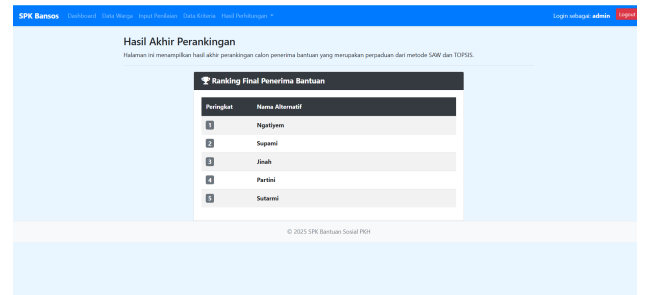 SPK Bansos Dashboard Data Warga Input Penilaian Data Kriteria Hasil Perhitungan Login sebagai: admin Logout
Hasil Akhir Perankingan
Halaman ini menampilkan hasil akhir perankingan calon penerima bantuan yang merupakan perpaduan dari metode SAW dan TOPSIS.
Ranking Final Penerima Bantuan
Peringkat Nama Alternatif
1 Ngatiyem
2 Supami
3 Jinah
4 Partini
5 Sutarmi
© 2025 SPK Bantuan Sosial PKH